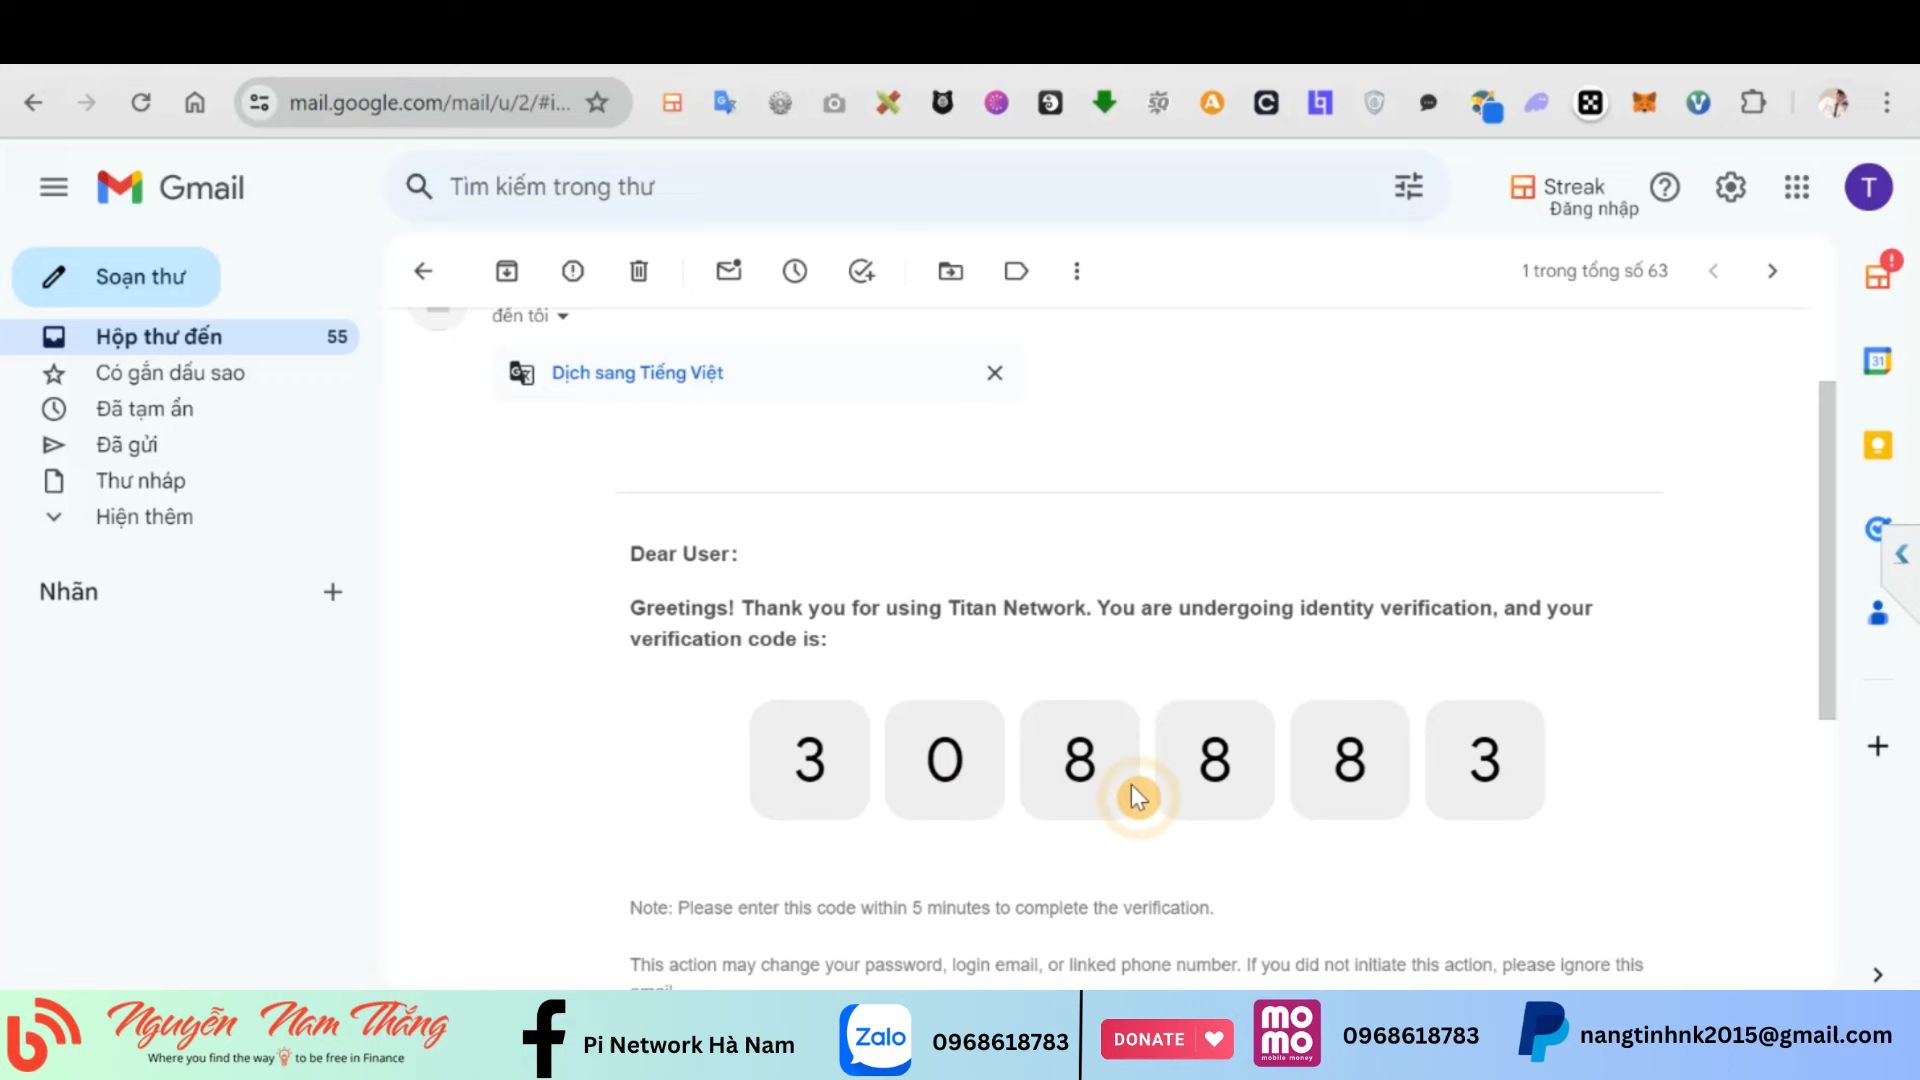 mail.google.com/mail/u/2/#i...
Gmail
Tìm kiếm trong thư
Streak
Đăng nhập
T
Soạn thư
1 trong tổng số 63
Hộp thư đến 55
Có gắn dấu sao
Đã tạm ẩn
Đã gửi
Thư nháp
Hiện thêm
Nhãn
đến tôi
Dịch sang Tiếng Việt
31
Dear User:
Greetings! Thank you for using Titan Network. You are undergoing identity verification, and your
verification code is:
3 0 8 8 8 3
Note: Please enter this code within 5 minutes to complete the verification.
This action may change your password, login email, or linked phone number. If you did not initiate this action, please ignore this
Nguyễn Nam Thắng
Where you find the way to be free in Finance
Pi Network Hà Nam
Zalo
0968618783
DONATE
mo
mo
mobile money
0968618783
nangtinhnk2015@gmail.com